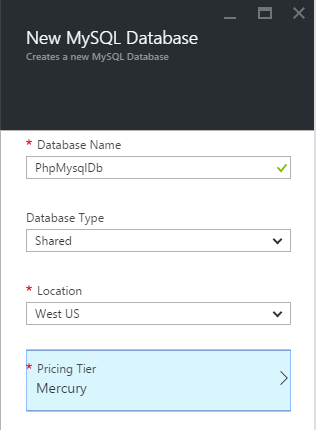 New MySQL Database
Creates a new MySQL Database
* Database Name
PhpMysqlDb
Database Type
Shared
* Location
West US
* Pricing Tier
Mercury